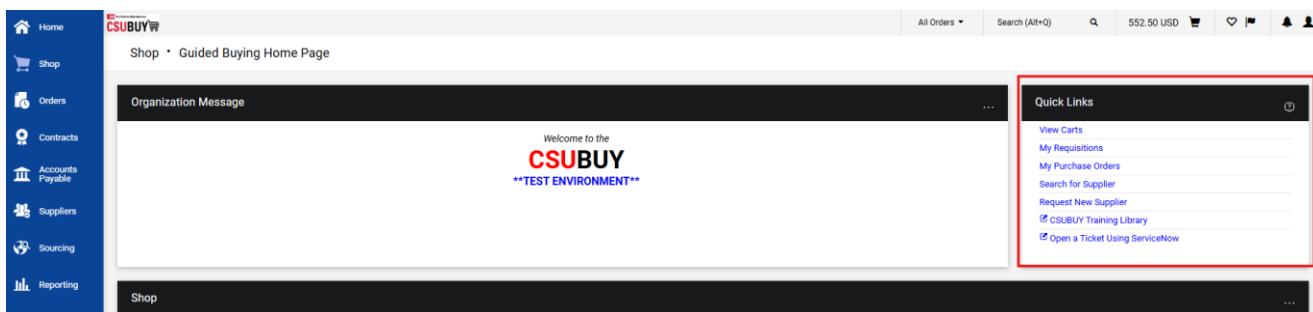 Home
CSUBUY
All Orders
Search (Alt+Q)
552.50 USD
Shop • Guided Buying Home Page
Shop
Orders
Contracts
Accounts
Payable
Suppliers
Sourcing
Reporting
Organization Message
...
Welcome to the
CSUBUY
**TEST ENVIRONMENT**
Quick Links
View Carts
My Requisitions
My Purchase Orders
Search for Supplier
Request New Supplier
CSUBUY Training Library
Open a Ticket Using ServiceNow
Shop
...